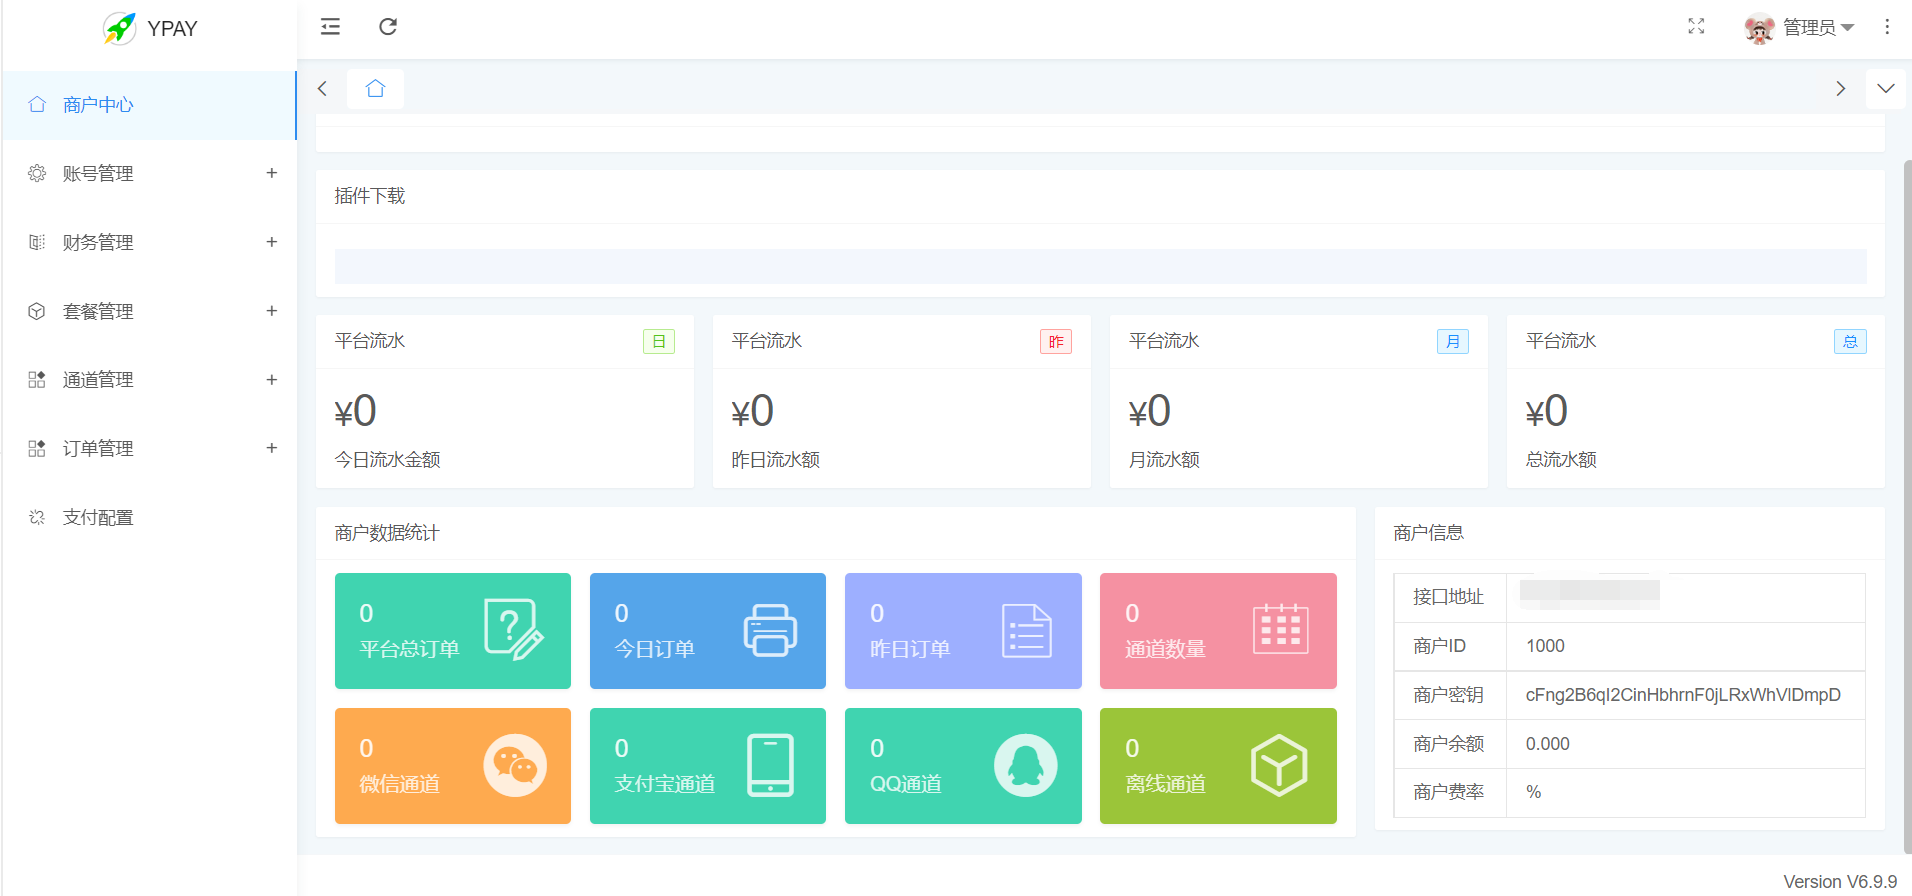 YPAY
管理员
商户中心
账号管理
财务管理
套餐管理
通道管理
订单管理
支付配置
插件下载
平台流水 日
¥0
今日流水金额
平台流水 昨
¥0
昨日流水额
平台流水 月
¥0
月流水额
平台流水 总
¥0
总流水额
商户数据统计
0
平台总订单
0
今日订单
0
昨日订单
0
通道数量
0
微信通道
0
支付宝通道
0
QQ通道
0
离线通道
商户信息
接口地址
商户ID 1000
商户密钥 cFng2B6qI2CinHbhrnF0jLRxWhVlDmpD
商户余额 0.000
商户费率 %
Version V6.9.9